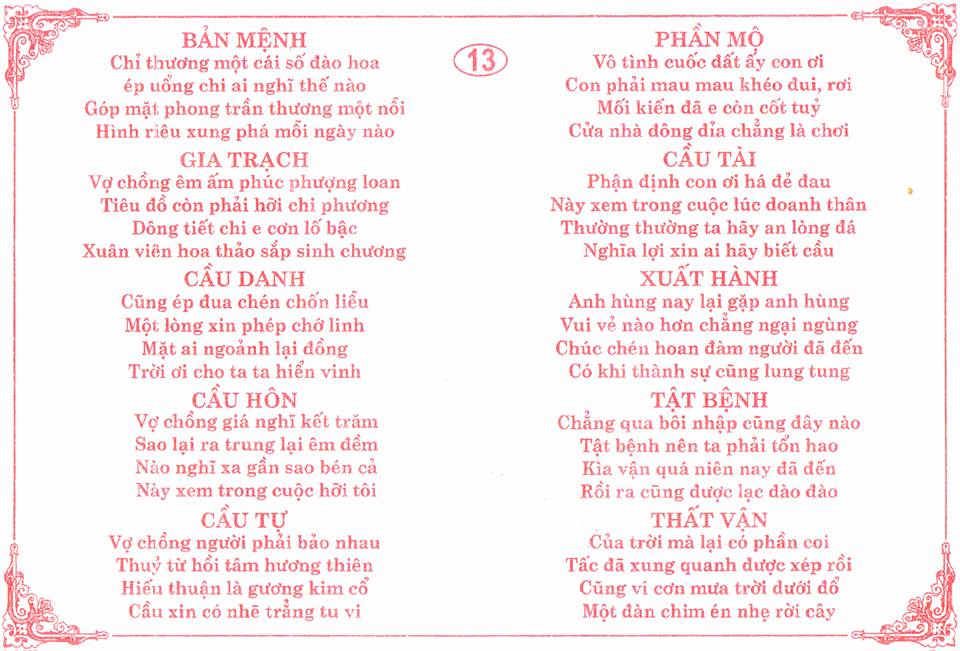 13
BẢN MỆNH
Chỉ thương một cái số đào hoa
ép uổng chi ai nghĩ thế nào
Góp mặt phong trần thương một nỗi
Hình riêu xung phá mỗi ngày nào
GIA TRẠCH
Vợ chồng êm ấm phúc phượng loan
Tiêu đồ còn phải hỡi chi phương
Dông tiết chi e cơn lố bậc
Xuân viên hoa thảo sắp sinh chương
CẦU DANH
Cũng ép đua chén chốn liễu
Một lòng xin phép chớ linh
Mặt ai ngoảnh lại đồng
Trời ơi cho ta ta hiển vinh
CẦU HÔN
Vợ chồng giá nghĩ kết trăm
Sao lại ra trung lại êm đềm
Nào nghĩ xa gần sao bén cả
Này xem trong cuộc hỡi tôi
CẦU TỰ
Vợ chồng người phải bảo nhau
Thuỷ từ hồi tâm hương thiên
Hiếu thuận là gương kim cổ
Cầu xin có nhẽ trẳng tu vi
PHẦN MỘ
Vô tình cuốc đất ấy con ơi
Con phải mau mau khéo đui, rơi
Mối kiến đã e còn cốt tuỷ
Cửa nhà dông đỉa chẳng là chơi
CẦU TÀI
Phận định con ơi há đẻ đau
Này xem trong cuộc lúc doanh thân
Thường thường ta hãy an lòng đá
Nghĩa lợi xin ai hãy biết cầu
XUẤT HÀNH
Anh hùng nay lại gặp anh hùng
Vui vẻ nào hơn chẳng ngại ngùng
Chúc chén hoan đàm người đã đến
Có khi thành sự cũng lung tung
TẬT BỆNH
Chẳng qua bôi nhập cũng đây nào
Tật bệnh nên ta phải tổn hao
Kìa vận quá niên nay đã đến
Rồi ra cũng được lạc đào đào
THẤT VẬN
Của trời mà lại có phần coi
Tấc đã xung quanh được xép rồi
Cũng ví cơn mưa trời dưới đổ
Một đàn chim én nhẹ rời cây